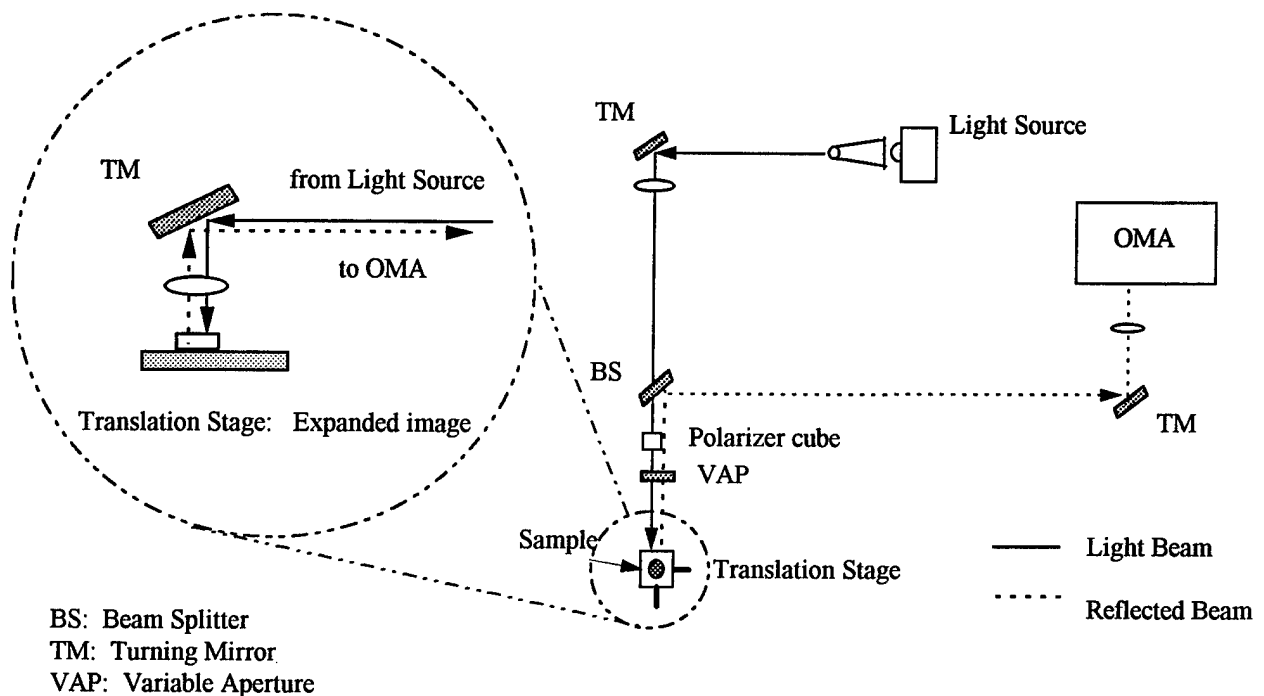 TM
Light Source
TM
from Light Source
OMA
to OMA
BS
Translation Stage: Expanded image
Polarizer cube
TM
VAP
Sample
Translation Stage
Light Beam
Reflected Beam
BS: Beam Splitter
TM: Turning Mirror
VAP: Variable Aperture